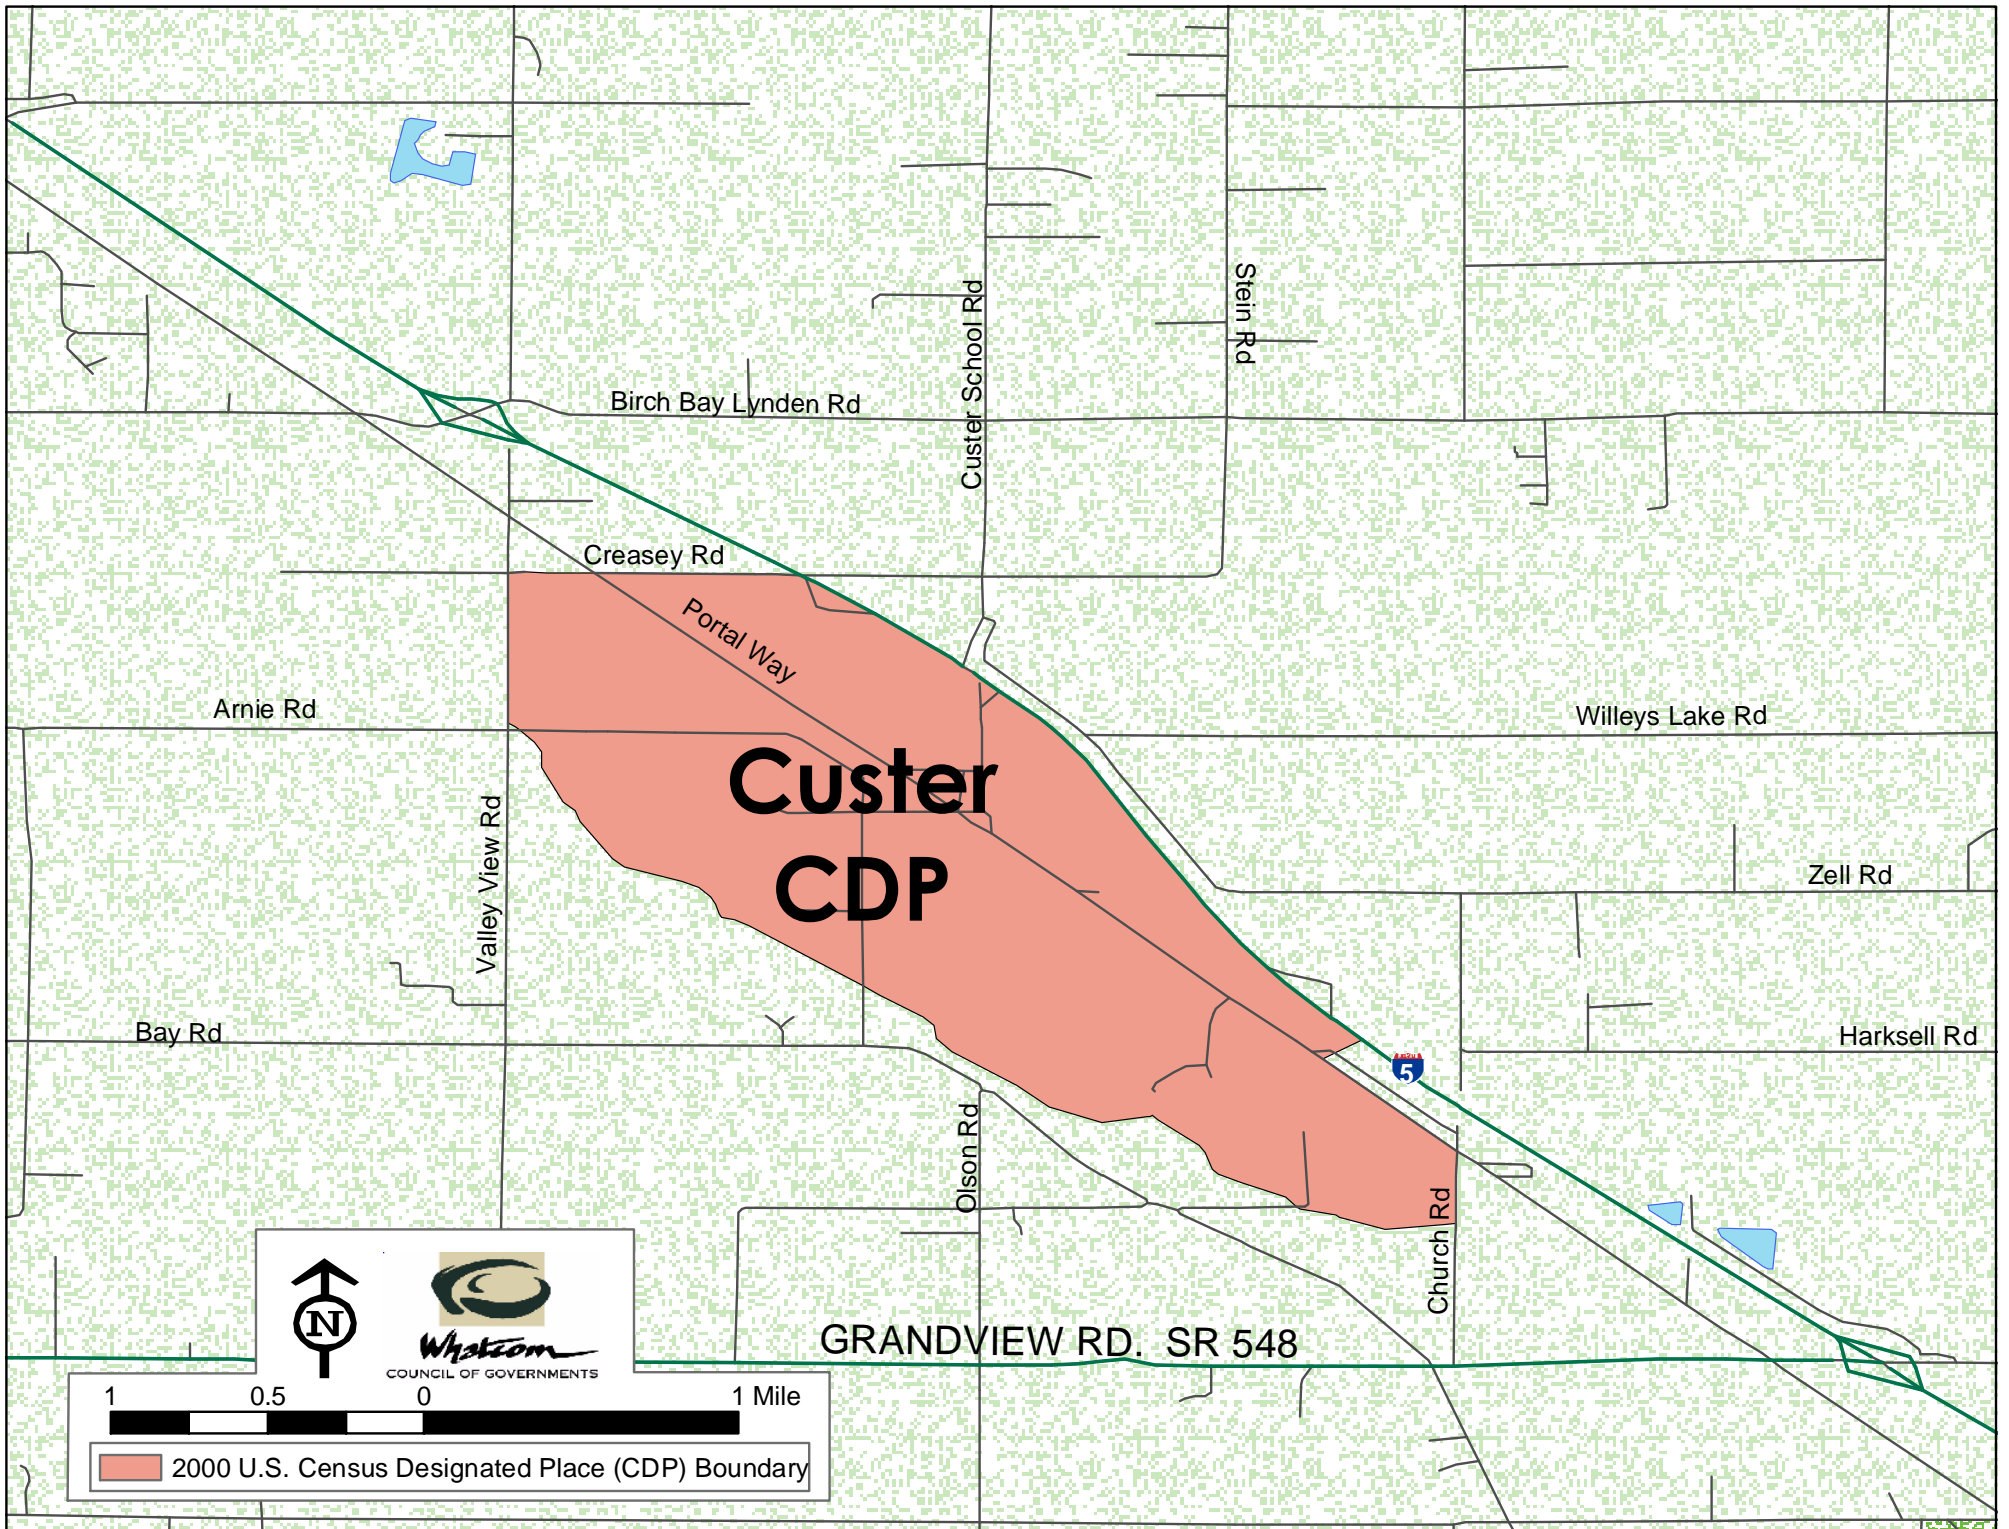 Stein Rd
Custer School Rd
Birch Bay Lynden Rd
Creasey Rd
Portal Way
Arnie Rd
Willeys Lake Rd
Custer
CDP
Valley View Rd
Zell Rd
Bay Rd
Harksell Rd
5
Olson Rd
Church Rd
N
Whatcom
COUNCIL OF GOVERNMENTS
GRANDVIEW RD. SR 548
1 0.5 0 1 Mile
2000 U.S. Census Designated Place (CDP) Boundary